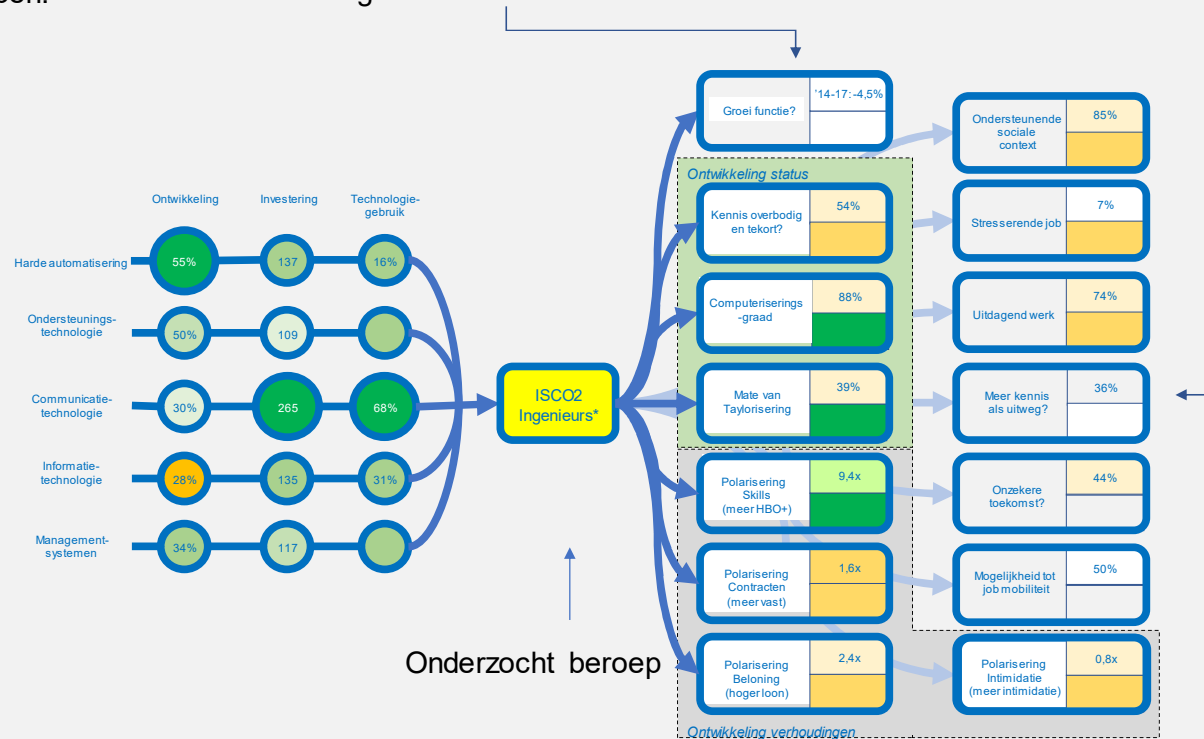 Ontwikkeling
Investering
Technologie-
gebruik
Harde automatisering
55%
137
16%
Ondersteunings-
technologie
50%
109
Communicatie-
technologie
30%
265
68%
Informatie-
technologie
28%
135
31%
Management-
systemen
34%
117
ISCO2
Ingenieurs*
Onderzocht beroep
Groei functie?
'14-17: -4,5%
Ontwikkeling status
Kennis overbodig
en tekort?
54%
Computeriserings
-graad
88%
Mate van
Taylorisering
39%
Polarisering
Skills
(meer HBO+)
9,4x
Polarisering
Contracten
(meer vast)
1,6x
Polarisering
Beloning
(hoger loon)
2,4x
Ontwikkeling verhoudingen
Ondersteunende
sociale
context
85%
Stresserende job
7%
Uitdagend werk
74%
Meer kennis
als uitweg?
36%
Onzekere
toekomst?
44%
Mogelijkheid tot
job mobiliteit
50%
Polarisering
Intimidatie
(meer intimidatie)
0,8x